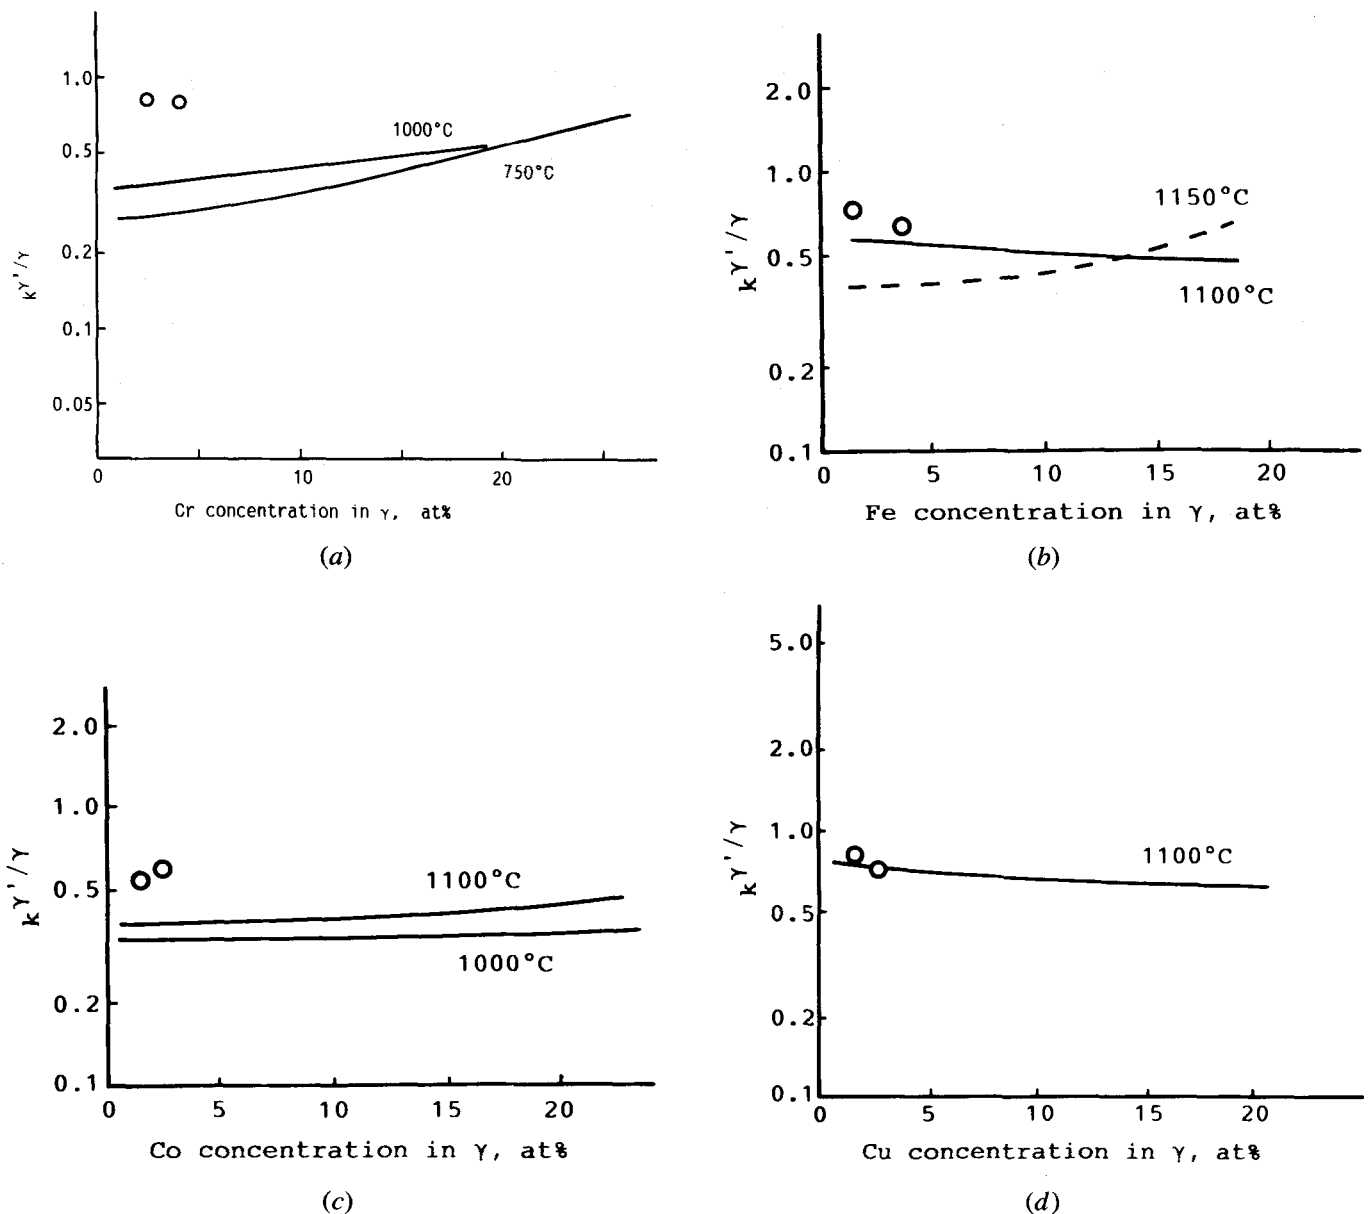 1.0
0.5
0.2
0.1
0.05
k^γ'/γ
1000°C
750°C
0 10 20
Cr concentration in γ, at%
(a)
2.0
1.0
0.5
0.2
0.1
k^γ'/γ
1150°C
1100°C
0 5 10 15 20
Fe concentration in γ, at%
(b)
2.0
1.0
0.5
0.2
0.1
k^γ'/γ
1100°C
1000°C
0 5 10 15 20
Co concentration in γ, at%
(c)
5.0
2.0
1.0
0.5
0.2
0.1
k^γ'/γ
1100°C
0 5 10 15 20
Cu concentration in γ, at%
(d)